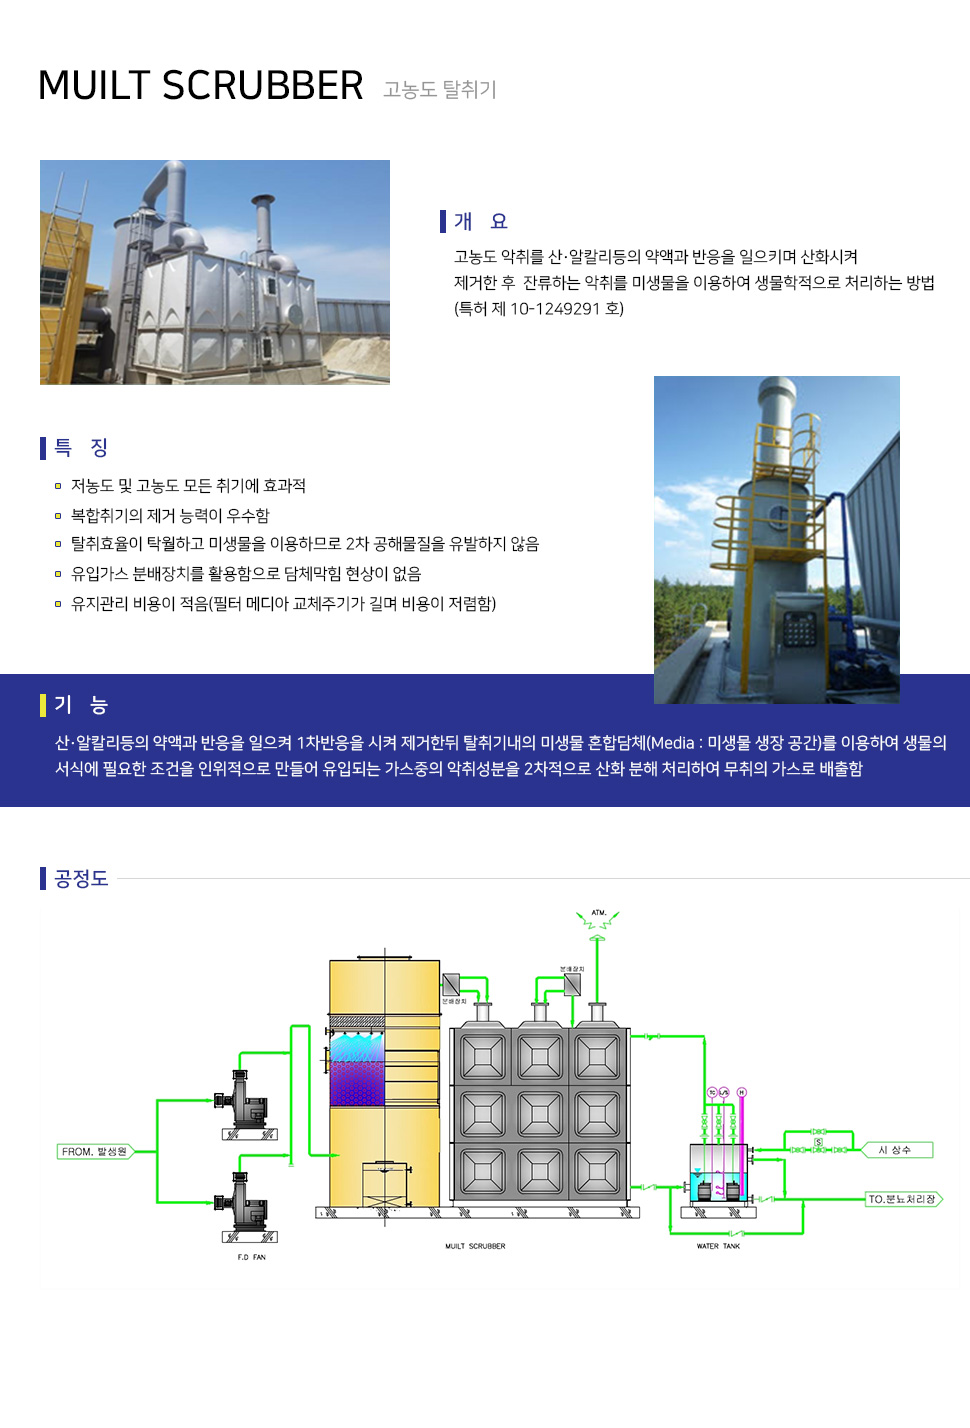 MUILT SCRUBBER 고농도 탈취기
개 요
고농도 악취를 산·알칼리등의 약액과 반응을 일으키며 산화시켜
제거한 후 잔류하는 악취를 미생물을 이용하여 생물학적으로 처리하는 방법
(특허 제 10-1249291 호)
특 징
저농도 및 고농도 모든 취기에 효과적
복합취기의 제거 능력이 우수함
탈취효율이 탁월하고 미생물을 이용하므로 2차 공해물질을 유발하지 않음
유입가스 분배장치를 활용함으로 담체막힘 현상이 없음
유지관리 비용이 적음(필터 메디아 교체주기가 길며 비용이 저렴함)
기 능
산·알칼리등의 약액과 반응을 일으켜 1차반응을 시켜 제거한뒤 탈취기내의 미생물 혼합담체(Media : 미생물 생장 공간)를 이용하여 생물의
서식에 필요한 조건을 인위적으로 만들어 유입되는 가스중의 악취성분을 2차적으로 산화 분해 처리하여 무취의 가스로 배출함
공정도
ATM.
분배장치
분배장치
TC
L/S
H
FROM. 발생원
S
시 상수
TO.분뇨처리장
F.D FAN
MUILT SCRUBBER
WATER TANK